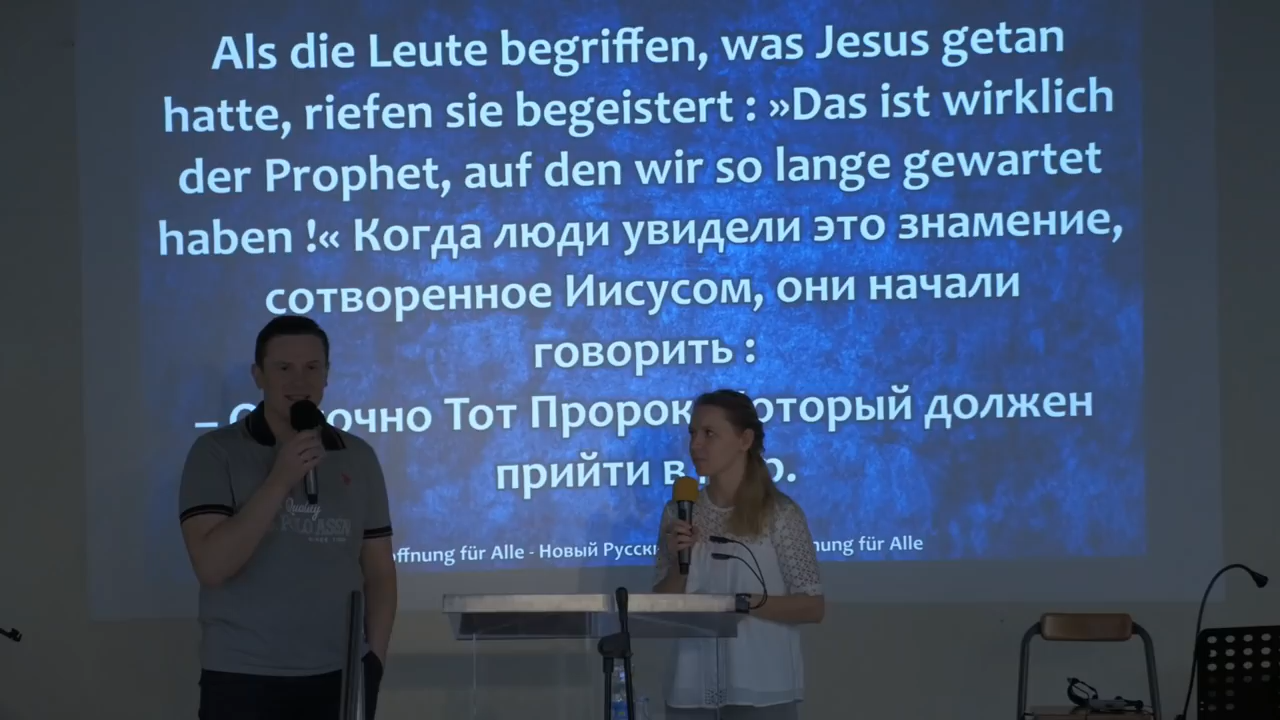 Als die Leute begriffen, was Jesus getan
hatte, riefen sie begeistert : »Das ist wirklich
der Prophet, auf den wir so lange gewartet
haben !« Когда люди увидели это знамение,
сотворенное Иисусом, они начали
говорить :
– Тот Пророк должен
прийти
für Alle - Новый für Alle
Quality